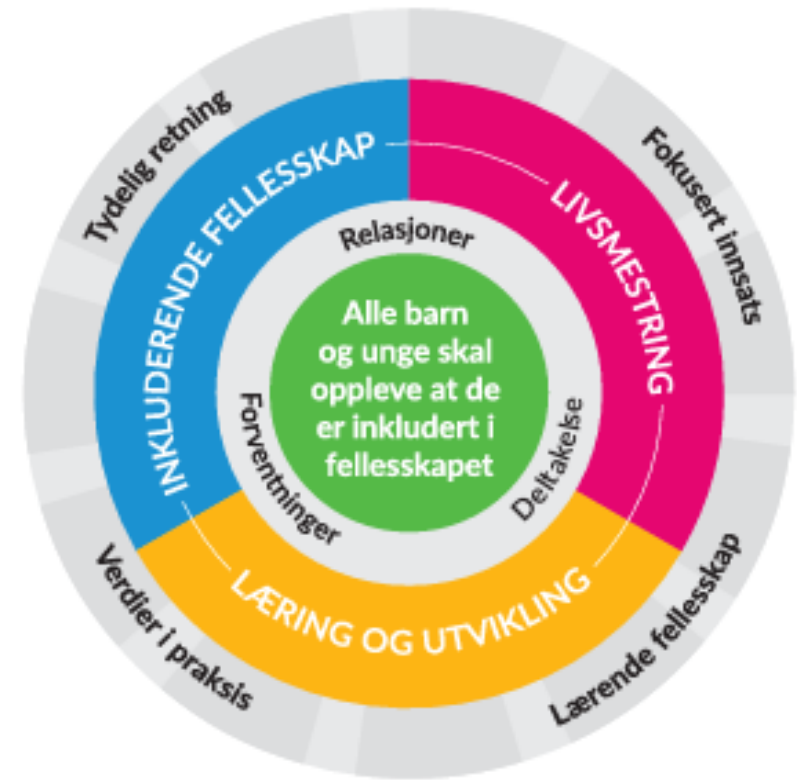 Tydelig retning
Fokusert innsats
INKLUDERENDE FELLESSKAP
LIVSMESTRING
Relasjoner
Alle barn
og unge skal
oppleve at de
er inkludert i
fellesskapet
Forventninger
Deltakelse
LÆRING OG UTVIKLING
Verdier i praksis
Lærende fellesskap